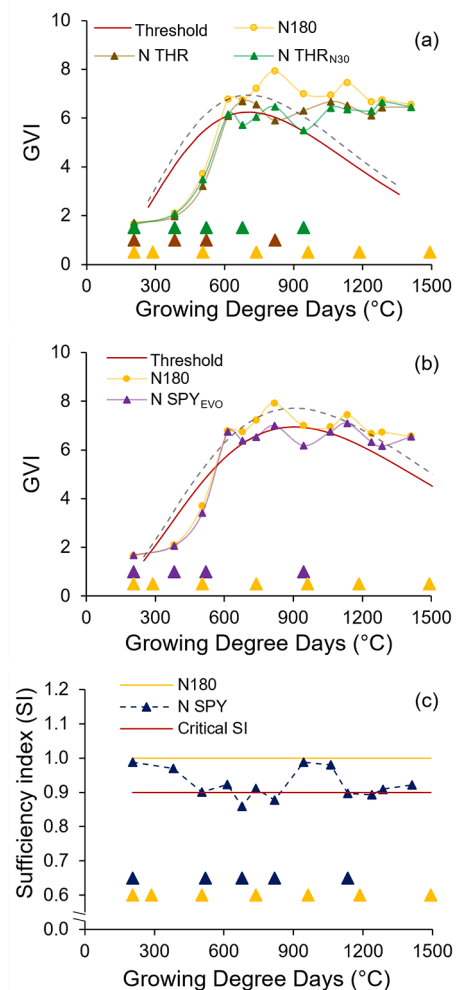 Threshold N180 (a)
N THR N THR_N30
10
8
6
4
2
0
GVI
0 300 600 900 1200 1500
Growing Degree Days (°C)
Threshold (b)
N180
N SPY_EVO
10
8
6
4
2
0
GVI
0 300 600 900 1200 1500
Growing Degree Days (°C)
N180 (c)
N SPY
Critical SI
1.2
1.1
1.0
0.9
0.8
0.7
0.6
0.0
Sufficiency index (SI)
0 300 600 900 1200 1500
Growing Degree Days (°C)